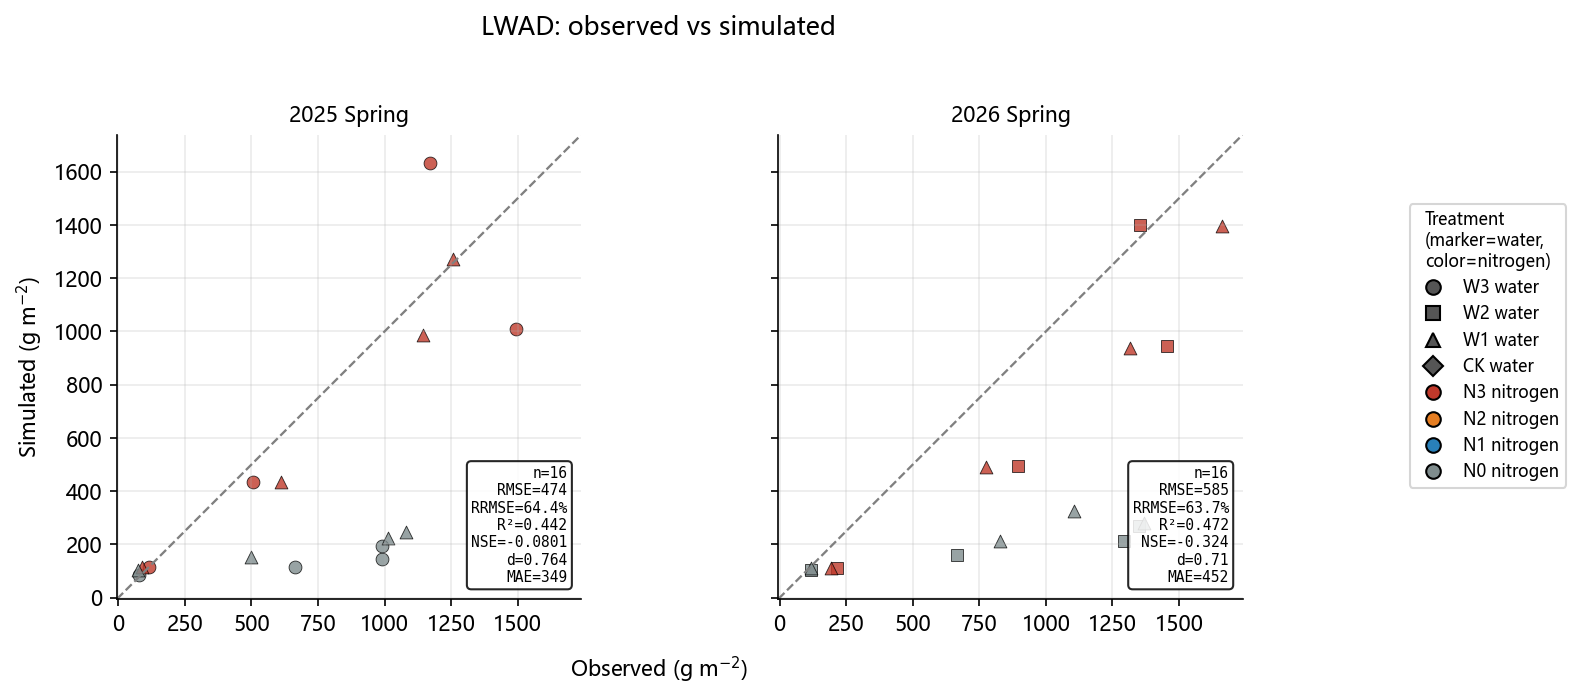 LWAD: observed vs simulated
2025 Spring
1600
1400
1200
1000
800
600
400
200
0
Simulated (g m⁻²)
0 250 500 750 1000 1250 1500
n=16
RMSE=474
RRMSE=64.4%
R²=0.442
NSE=-0.0801
d=0.764
MAE=349
2026 Spring
0 250 500 750 1000 1250 1500
n=16
RMSE=585
RRMSE=63.7%
R²=0.472
NSE=-0.324
d=0.71
MAE=452
Observed (g m⁻²)
Treatment
(marker=water,
color=nitrogen)
W3 water
W2 water
W1 water
CK water
N3 nitrogen
N2 nitrogen
N1 nitrogen
N0 nitrogen